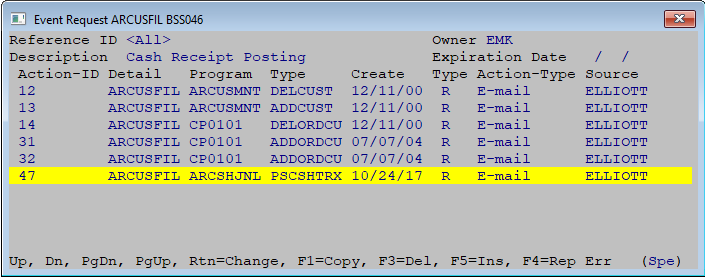 Event Request ARCUSFIL BSS046
Reference ID <All> Owner EMK
Description Cash Receipt Posting Expiration Date / /
Action-ID Detail Program Type Create Type Action-Type Source
12 ARCUSFIL ARCUSMNT DELCUST 12/11/00 R E-mail ELLIOTT
13 ARCUSFIL ARCUSMNT ADDCUST 12/11/00 R E-mail ELLIOTT
14 ARCUSFIL CP0101 DELORDCU 12/11/00 R E-mail ELLIOTT
31 ARCUSFIL CP0101 ADDORDCU 07/07/04 R E-mail ELLIOTT
32 ARCUSFIL CP0101 ADDORDCU 07/07/04 R E-mail ELLIOTT
47 ARCUSFIL ARCSHJNL PSCSHTRX 10/24/17 R E-mail ELLIOTT
Up, Dn, PgDn, PgUp, Rtn=Change, F1=Copy, F3=Del, F5=Ins, F4=Rep Err (Spe)